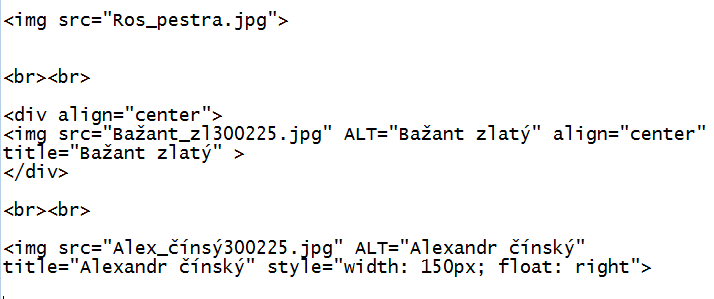 <img src="Ros_pestra.jpg">
<br><br>
<div align="center">
<img src="Bažant_zl300225.jpg" ALT="Bažant zlatý" align="center"
title="Bažant zlatý" >
</div>
<br><br>
<img src="Alex_čínsý300225.jpg" ALT="Alexandr čínský"
title="Alexandr čínský" style="width: 150px; float: right">